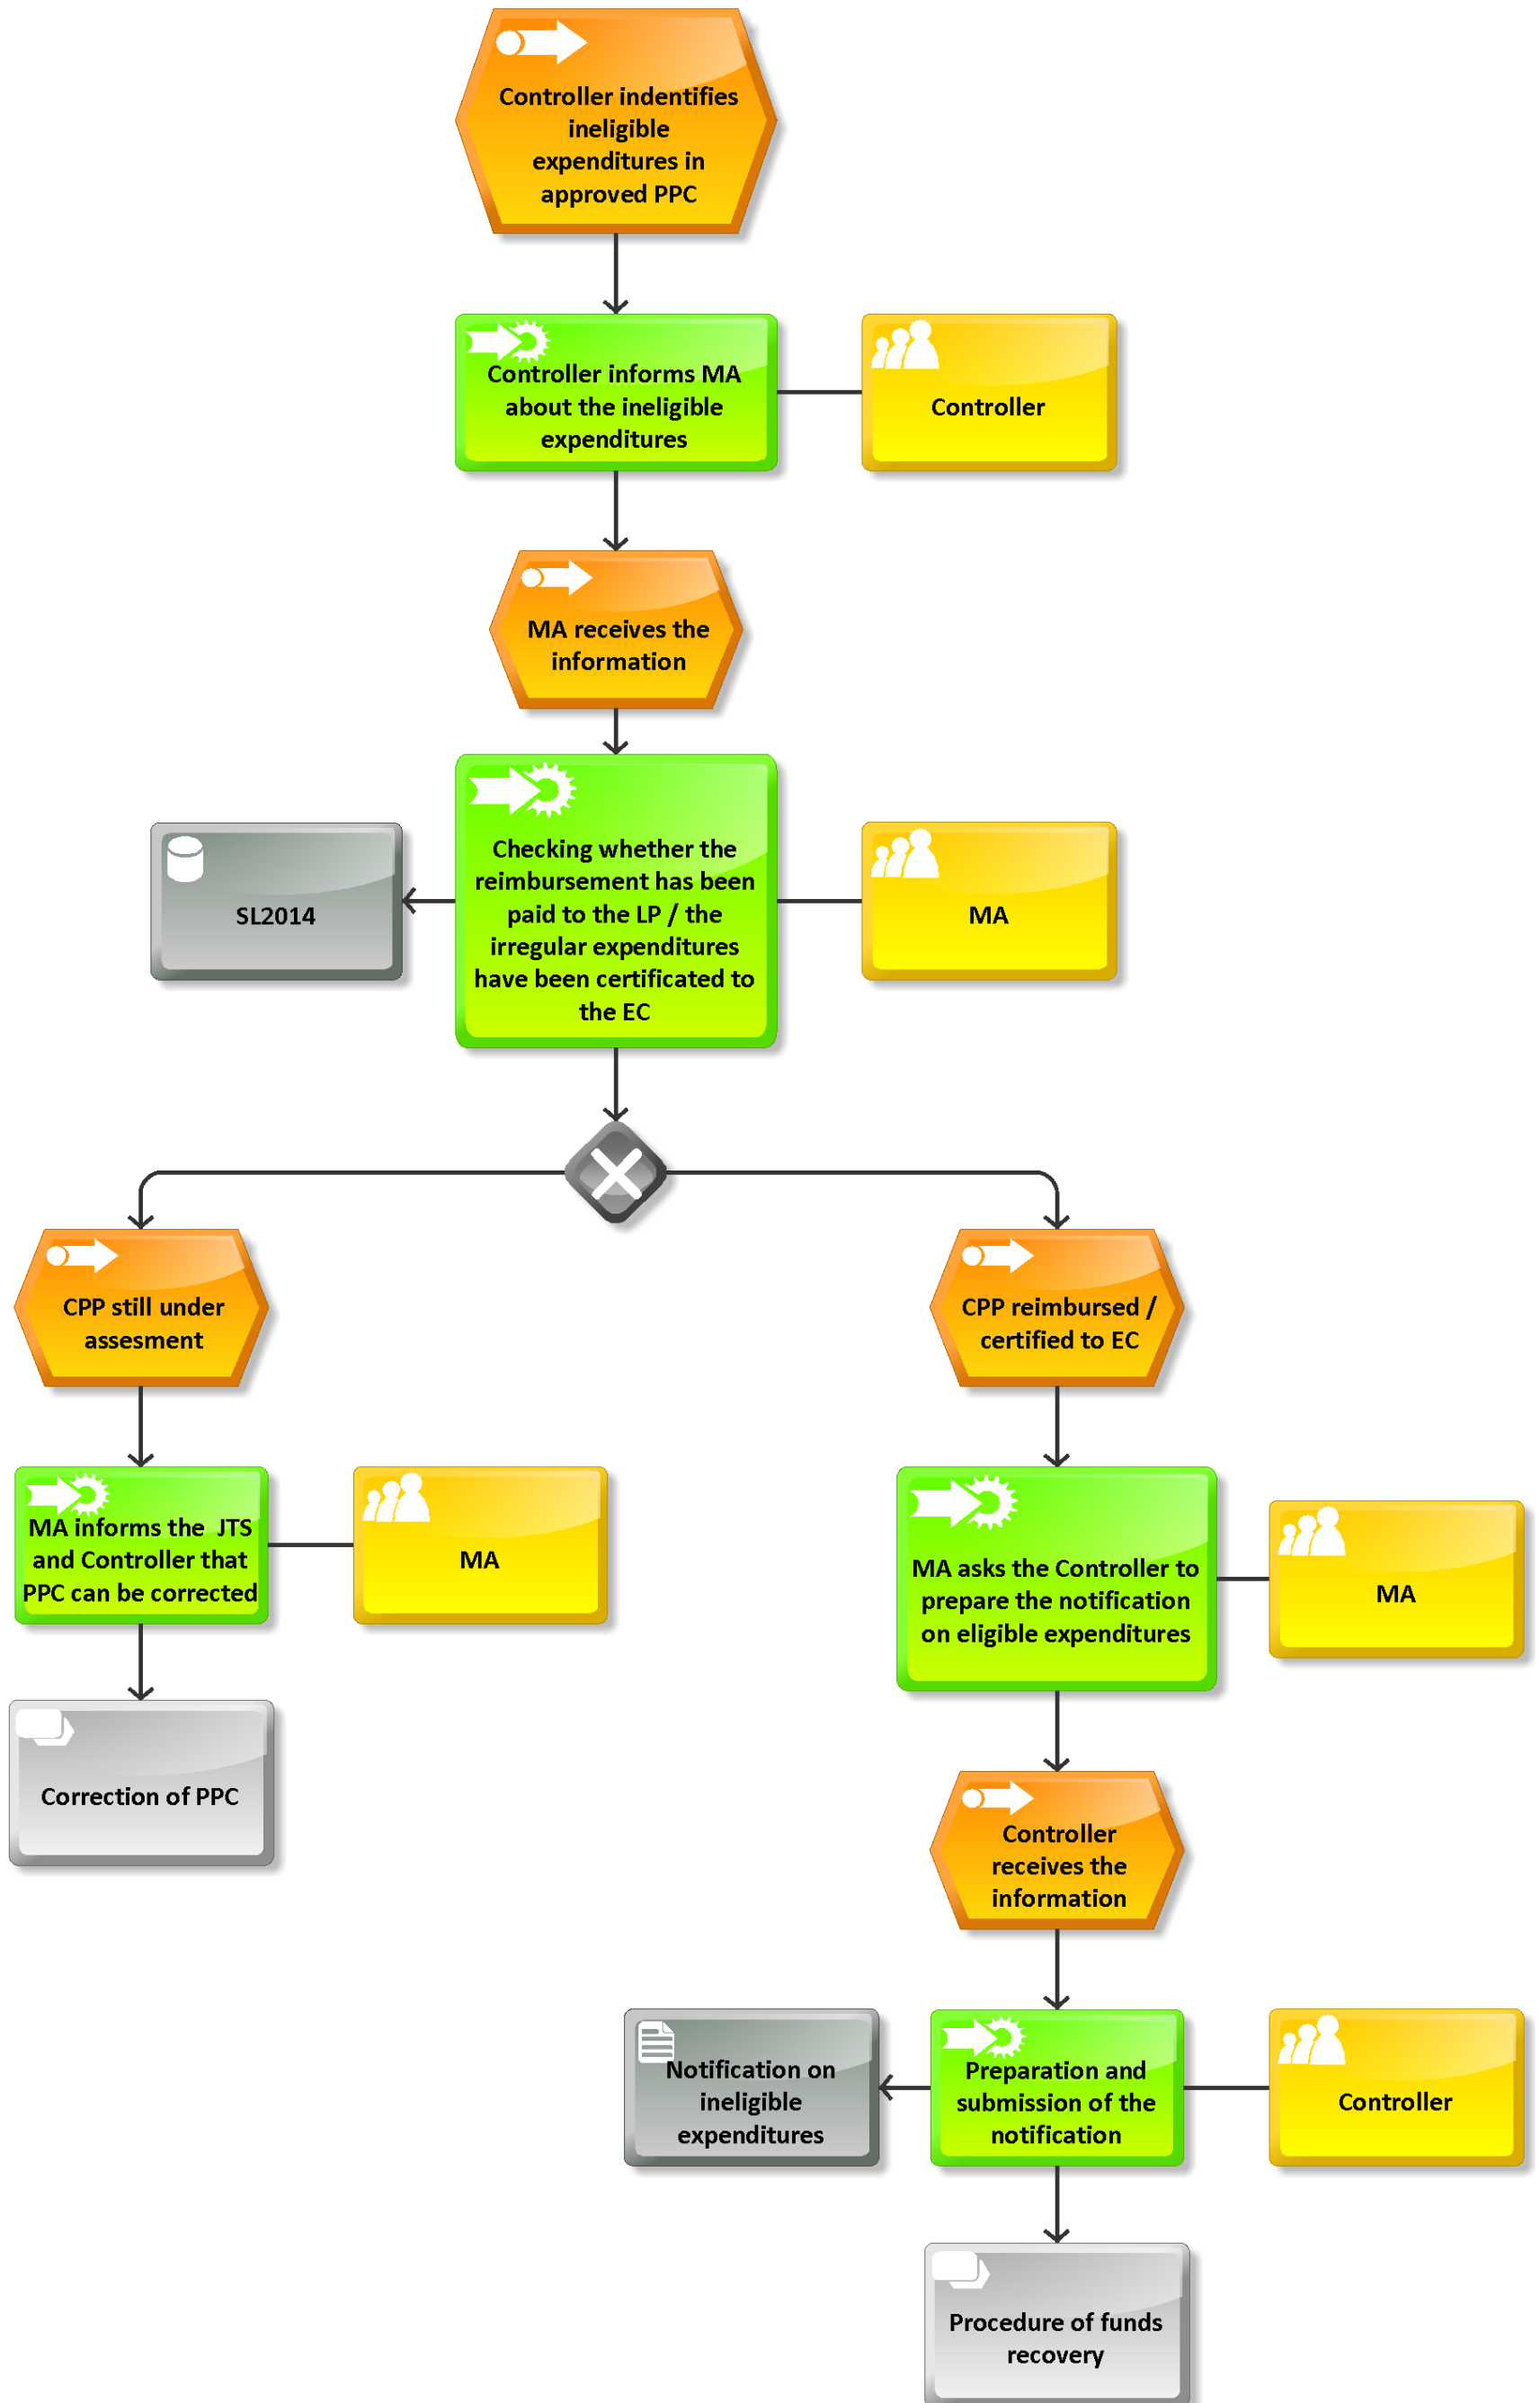 Controller indentifies
ineligible
expenditures in
approved PPC
Controller informs MA
about the ineligible
expenditures
Controller
MA receives the
information
SL2014
Checking whether the
reimbursement has been
paid to the LP / the
irregular expenditures
have been certificated to
the EC
MA
CPP still under
assesment
CPP reimbursed /
certified to EC
MA informs the JTS
and Controller that
PPC can be corrected
MA
MA asks the Controller to
prepare the notification
on eligible expenditures
MA
Correction of PPC
Controller
receives the
information
Notification on
ineligible
expenditures
Preparation and
submission of the
notification
Controller
Procedure of funds
recovery